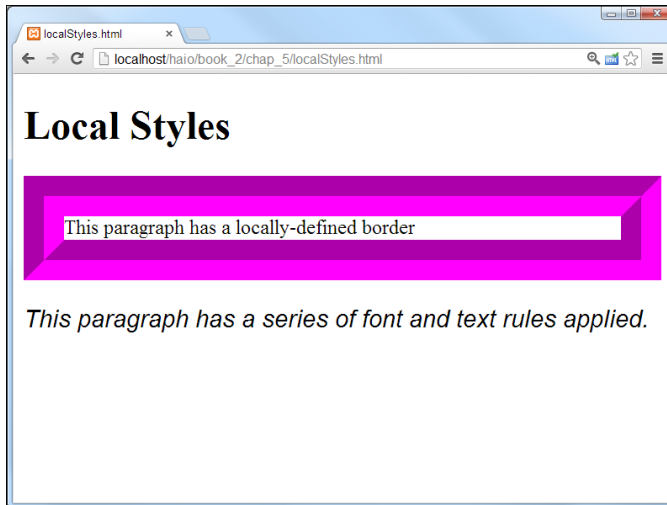 localStyles.html
localhost/haio/book_2/chap_5/localStyles.html
Local Styles
This paragraph has a locally-defined border
This paragraph has a series of font and text rules applied.